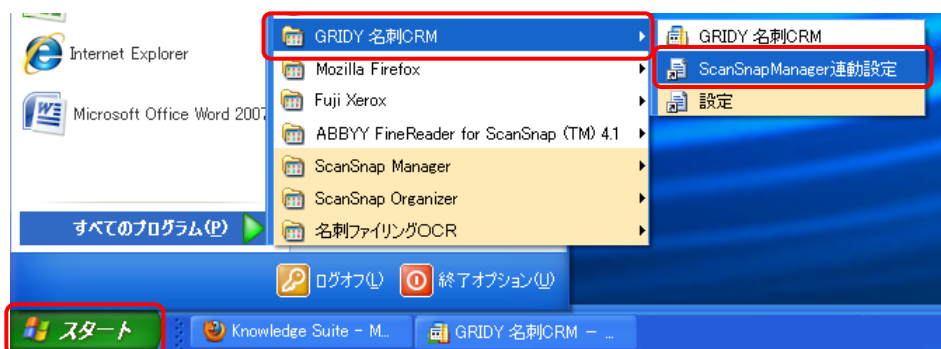 Internet Explorer
Microsoft Office Word 2007
すべてのプログラム(P)
GRIDY 名刺CRM
Mozilla Firefox
Fuji Xerox
ABBYY FineReader for ScanSnap (TM) 4.1
ScanSnap Manager
ScanSnap Organizer
名刺ファイリングOCR
GRIDY 名刺CRM
ScanSnapManager連動設定
設定
ログオフ(L)
終了オプション(U)
スタート
Knowledge Suite - M...
GRIDY 名刺CRM - ...